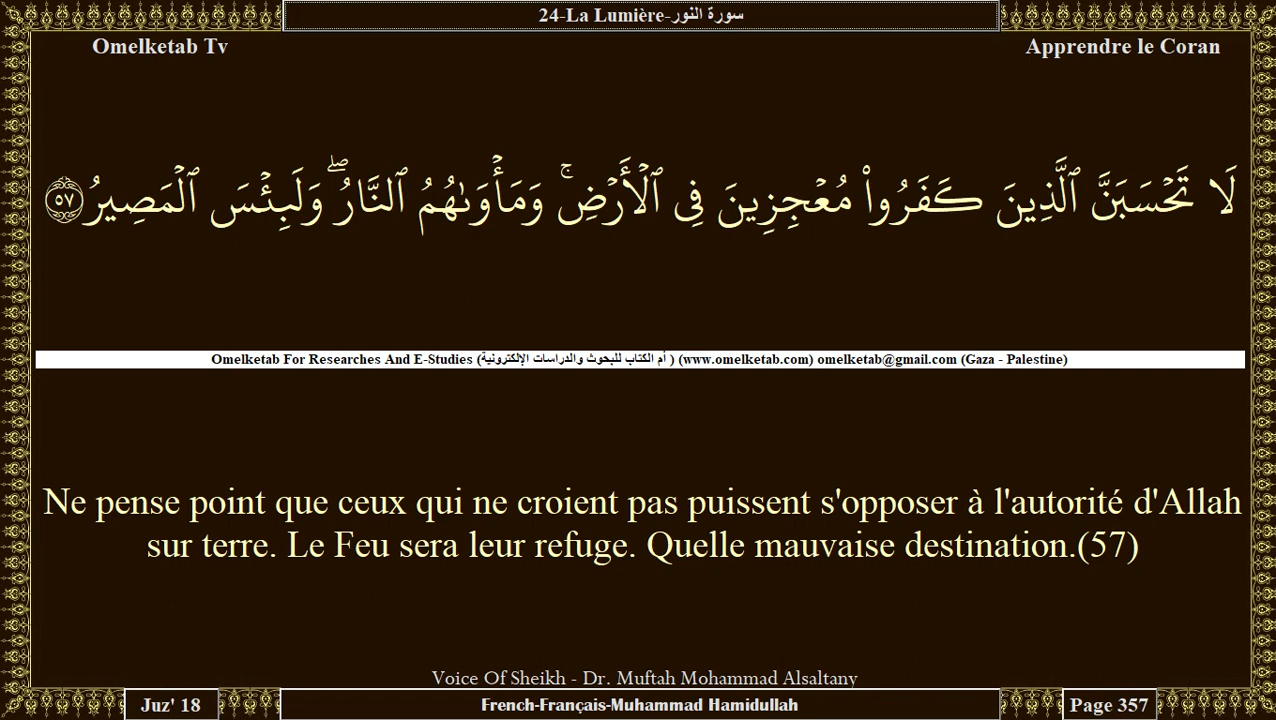 24-La Lumière-سورة النور
Omelketab Tv
Apprendre le Coran
لَا تَحْسَبَنَّ ٱلَّذِينَ كَفَرُوا۟ مُعْجِزِينَ فِى ٱلْأَرْضِ ۚ وَمَأْوَىٰهُمُ ٱلنَّارُ ۖ وَلَبِئْسَ ٱلْمَصِيرُ ٥٧
Omelketab For Researches And E-Studies (أم الكتاب للبحوث والدراسات الإلكترونية ) (www.omelketab.com) omelketab@gmail.com (Gaza - Palestine)
Ne pense point que ceux qui ne croient pas puissent s'opposer à l'autorité d'Allah
sur terre. Le Feu sera leur refuge. Quelle mauvaise destination.(57)
Voice Of Sheikh - Dr. Muftah Mohammad Alsaltany
Juz' 18
French-Français-Muhammad Hamidullah
Page 357